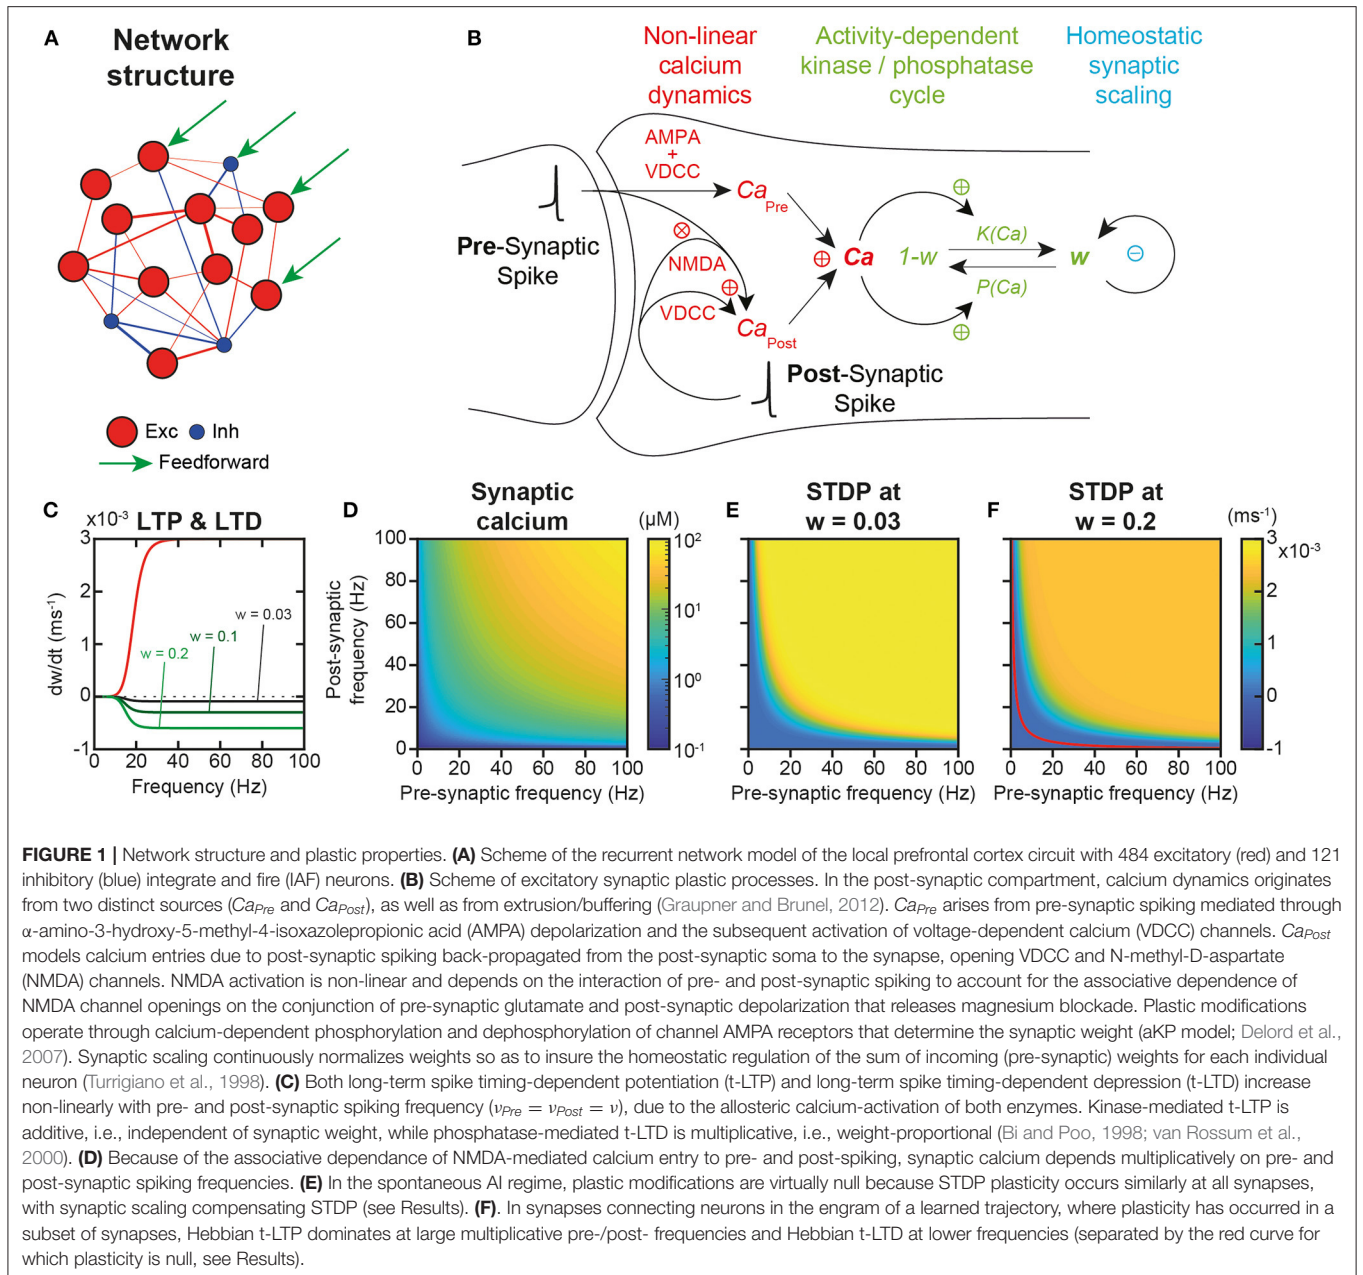 A
Network
structure
Exc
Inh
Feedforward
B
Non-linear
calcium
dynamics
Activity-dependent
kinase / phosphatase
cycle
Homeostatic
synaptic
scaling
AMPA
+
VDCC
Ca Pre
Pre-Synaptic
Spike
NMDA
VDCC
Ca Post
Post-Synaptic
Spike
Ca
1-w
K(Ca)
P(Ca)
w
C
x10-3
LTP & LTD
3
2
1
0
-1
dw/dt (ms-1)
w = 0.03
w = 0.1
w = 0.2
0 20 40 60 80 100
Frequency (Hz)
D
Synaptic
calcium
(µM)
100
80
60
40
20
0
Post-synaptic
frequency (Hz)
0 20 40 60 80 100
Pre-synaptic frequency (Hz)
10^2
10^1
10^0
10^-1
E
STDP at
w = 0.03
0 20 40 60 80 100
Pre-synaptic frequency (Hz)
F
STDP at
w = 0.2
(ms-1)
0 20 40 60 80 100
Pre-synaptic frequency (Hz)
3
x10-3
2
1
0
-1
FIGURE 1 | Network structure and plastic properties. (A) Scheme of the recurrent network model of the local prefrontal cortex circuit with 484 excitatory (red) and 121
inhibitory (blue) integrate and fire (IAF) neurons. (B) Scheme of excitatory synaptic plastic processes. In the post-synaptic compartment, calcium dynamics originates
from two distinct sources (CaPre and CaPost), as well as from extrusion/buffering (Graupner and Brunel, 2012). CaPre arises from pre-synaptic spiking mediated through
α-amino-3-hydroxy-5-methyl-4-isoxazolepropionic acid (AMPA) depolarization and the subsequent activation of voltage-dependent calcium (VDCC) channels. CaPost
models calcium entries due to post-synaptic spiking back-propagated from the post-synaptic soma to the synapse, opening VDCC and N-methyl-D-aspartate
(NMDA) channels. NMDA activation is non-linear and depends on the interaction of pre- and post-synaptic spiking to account for the associative dependence of
NMDA channel openings on the conjunction of pre-synaptic glutamate and post-synaptic depolarization that releases magnesium blockade. Plastic modifications
operate through calcium-dependent phosphorylation and dephosphorylation of channel AMPA receptors that determine the synaptic weight (aKP model; Delord et al.,
2007). Synaptic scaling continuously normalizes weights so as to insure the homeostatic regulation of the sum of incoming (pre-synaptic) weights for each individual
neuron (Turrigiano et al., 1998). (C) Both long-term spike timing-dependent potentiation (t-LTP) and long-term spike timing-dependent depression (t-LTD) increase
non-linearly with pre- and post-synaptic spiking frequency (νPre = νPost = ν), due to the allosteric calcium-activation of both enzymes. Kinase-mediated t-LTP is
additive, i.e., independent of synaptic weight, while phosphatase-mediated t-LTD is multiplicative, i.e., weight-proportional (Bi and Poo, 1998; van Rossum et al.,
2000). (D) Because of the associative dependance of NMDA-mediated calcium entry to pre- and post-spiking, synaptic calcium depends multiplicatively on pre- and
post-synaptic spiking frequencies. (E) In the spontaneous AI regime, plastic modifications are virtually null because STDP plasticity occurs similarly at all synapses,
with synaptic scaling compensating STDP (see Results). (F). In synapses connecting neurons in the engram of a learned trajectory, where plasticity has occurred in a
subset of synapses, Hebbian t-LTP dominates at large multiplicative pre-/post- frequencies and Hebbian t-LTD at lower frequencies (separated by the red curve for
which plasticity is null, see Results).